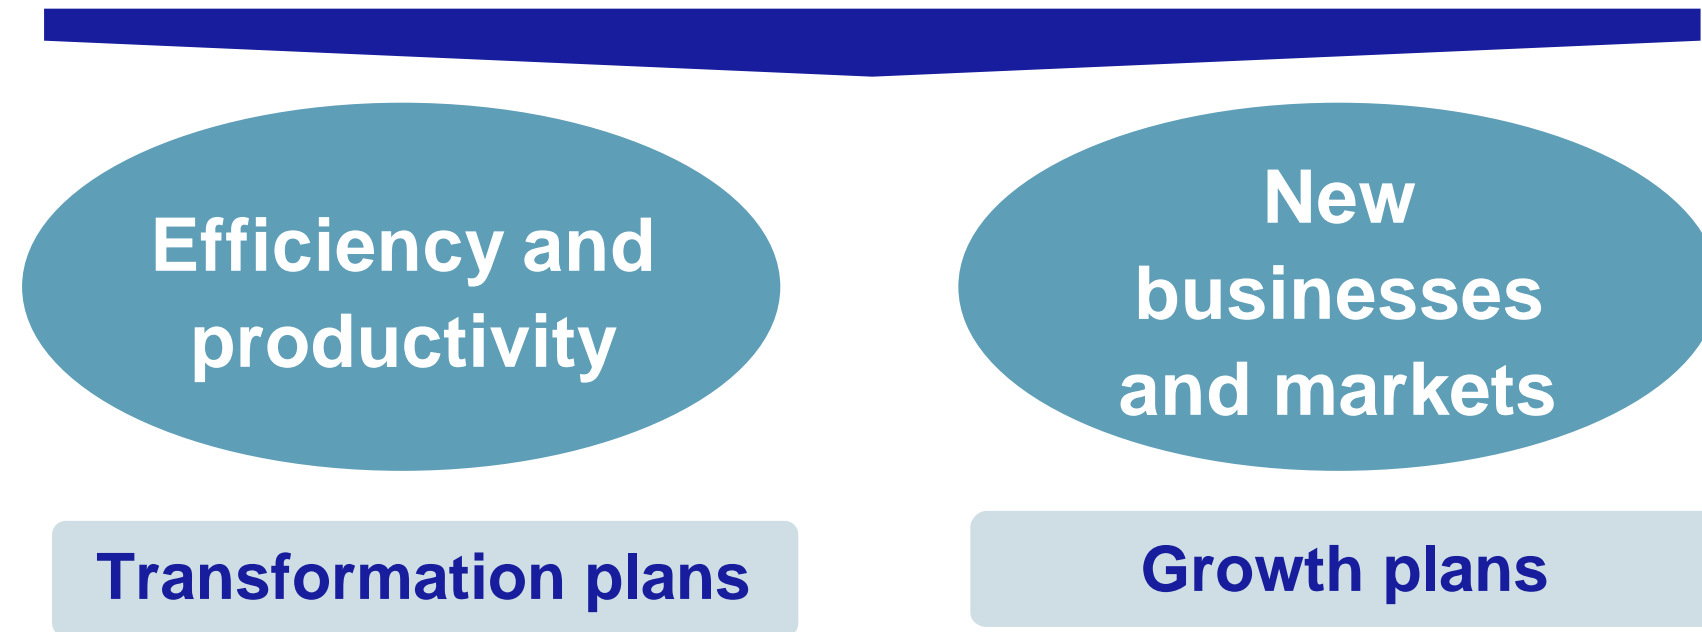 Efficiency and
productivity
New
businesses
and markets
Transformation plans
Growth plans